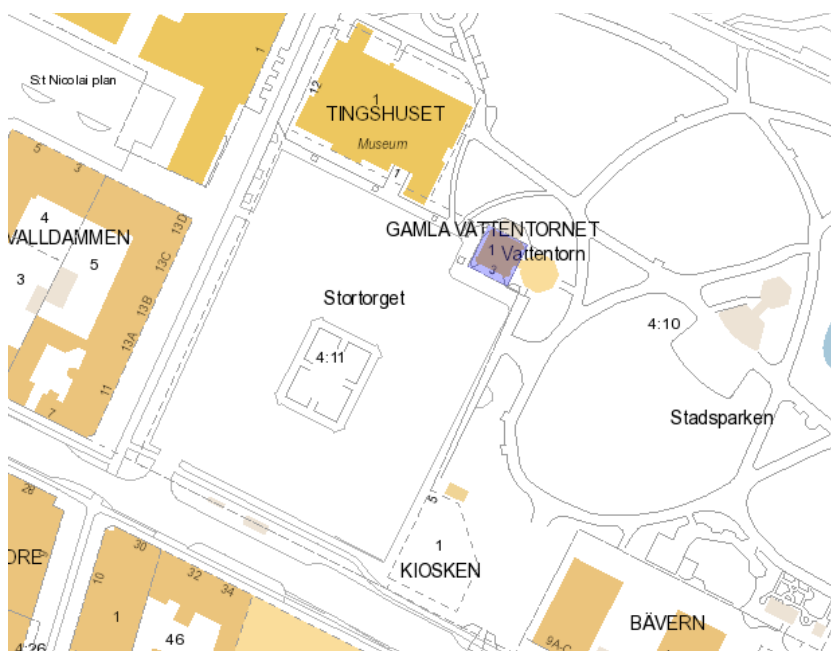 1
S:t Nicolai plan
12
1
TINGSHUSET
Museum
1
5
3
4
VALLDAMMEN
5
3
13D
13C
13B
13A
11
7
GAMLA VATTENTORNET
1
Vattentorn
3
Stortorget
4:11
4:10
Stadsparken
5
1
KIOSKEN
28
ORE
10
30
32
34
1
46
4:26
BÄVERN
9A-C